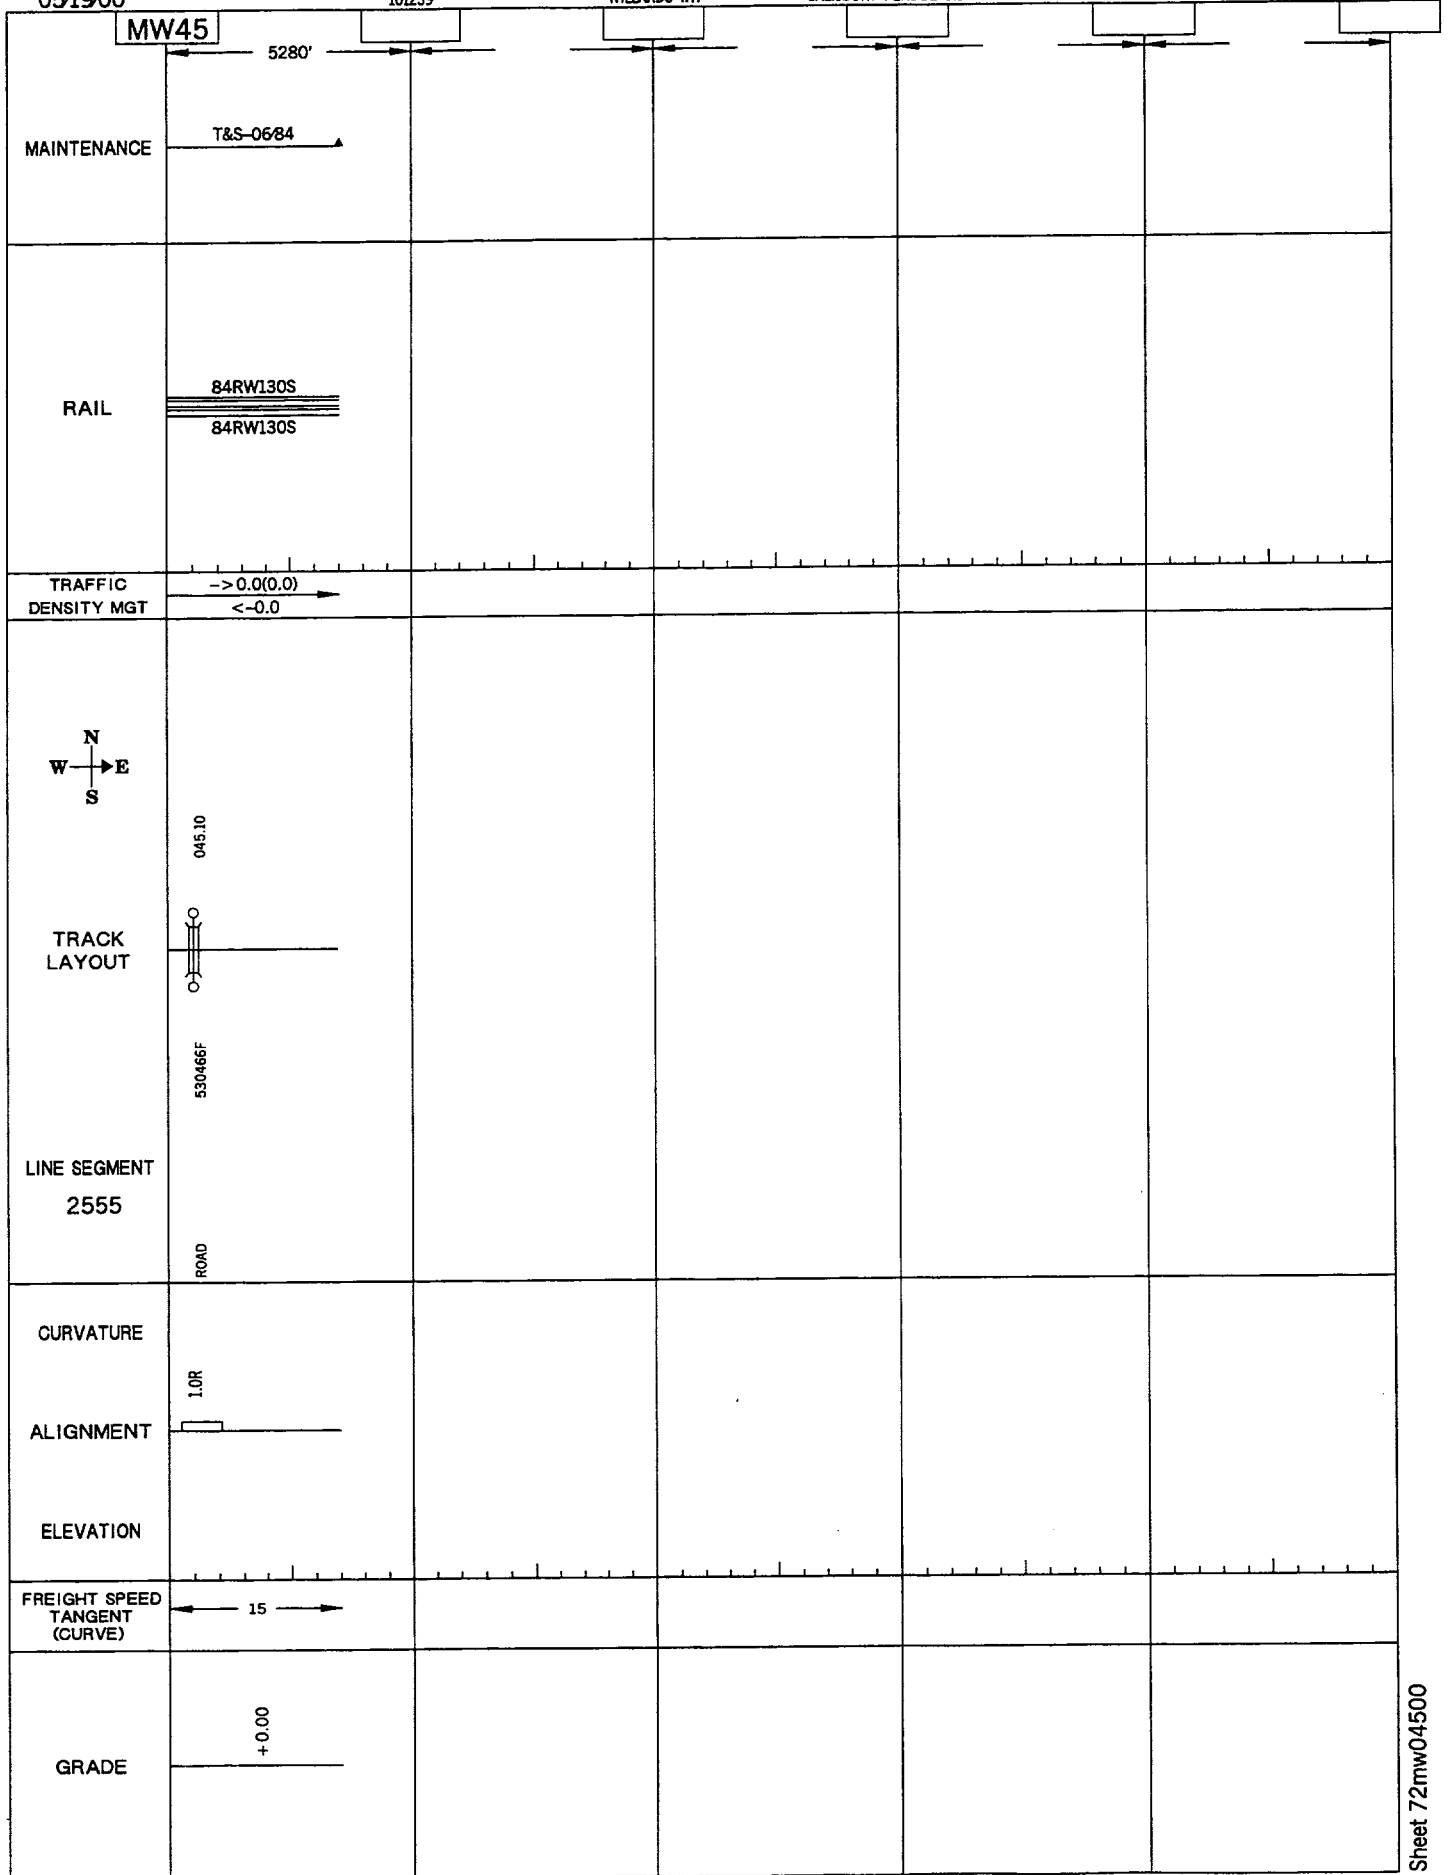 MW45
5280'
MAINTENANCE
T&S-06/84
RAIL
84RW130S
84RW130S
TRAFFIC
DENSITY MGT
->0.0(0.0)
<-0.0
N
W E
S
045.10
TRACK
LAYOUT
530466F
LINE SEGMENT
2555
ROAD
CURVATURE
1.0R
ALIGNMENT
ELEVATION
FREIGHT SPEED
TANGENT
(CURVE)
15
+0.00
GRADE
Sheet 72mw04500